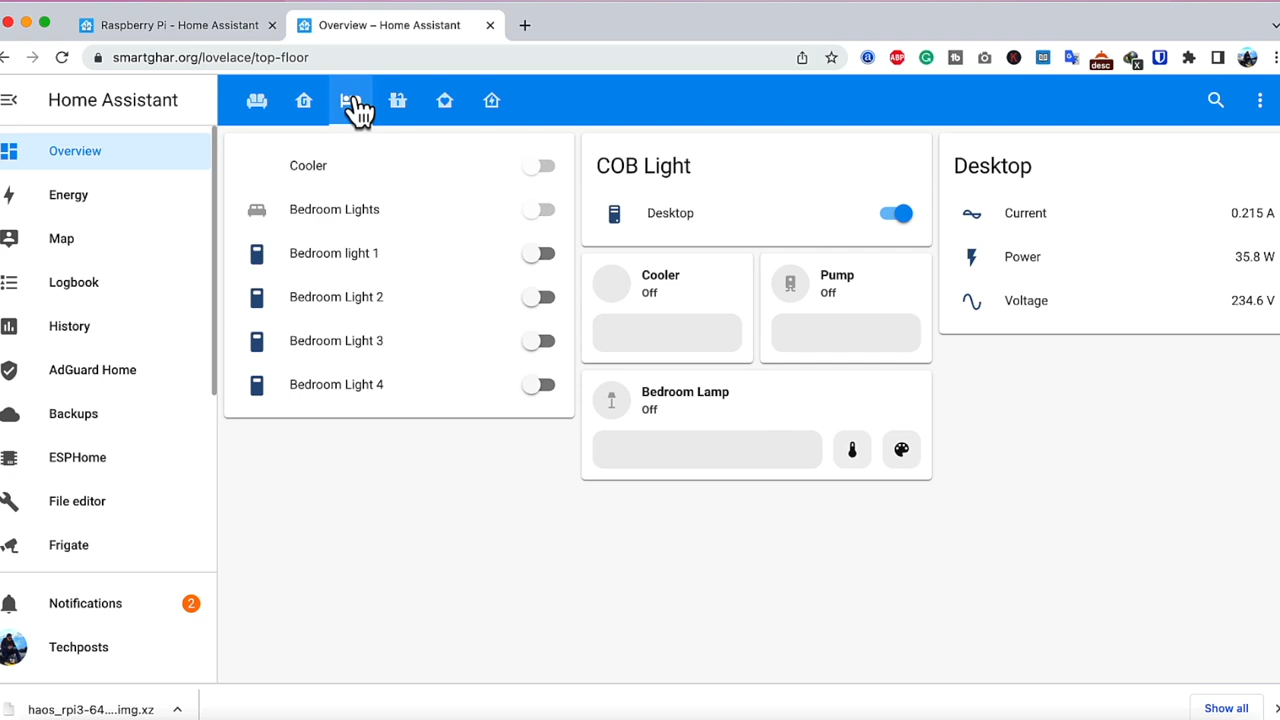 Raspberry Pi - Home Assistant
Overview – Home Assistant
smartghar.org/lovelace/top-floor
ABP
desc
Home Assistant
Overview
Energy
Map
Logbook
History
AdGuard Home
Backups
ESPHome
File editor
Frigate
Notifications
2
Techposts
Cooler
Bedroom Lights
Bedroom light 1
Bedroom Light 2
Bedroom Light 3
Bedroom Light 4
COB Light
Desktop
Cooler
Off
Pump
Off
Bedroom Lamp
Off
Desktop
Current
0.215 A
Power
35.8 W
Voltage
234.6 V
haos_rpi3-64....img.xz
Show all